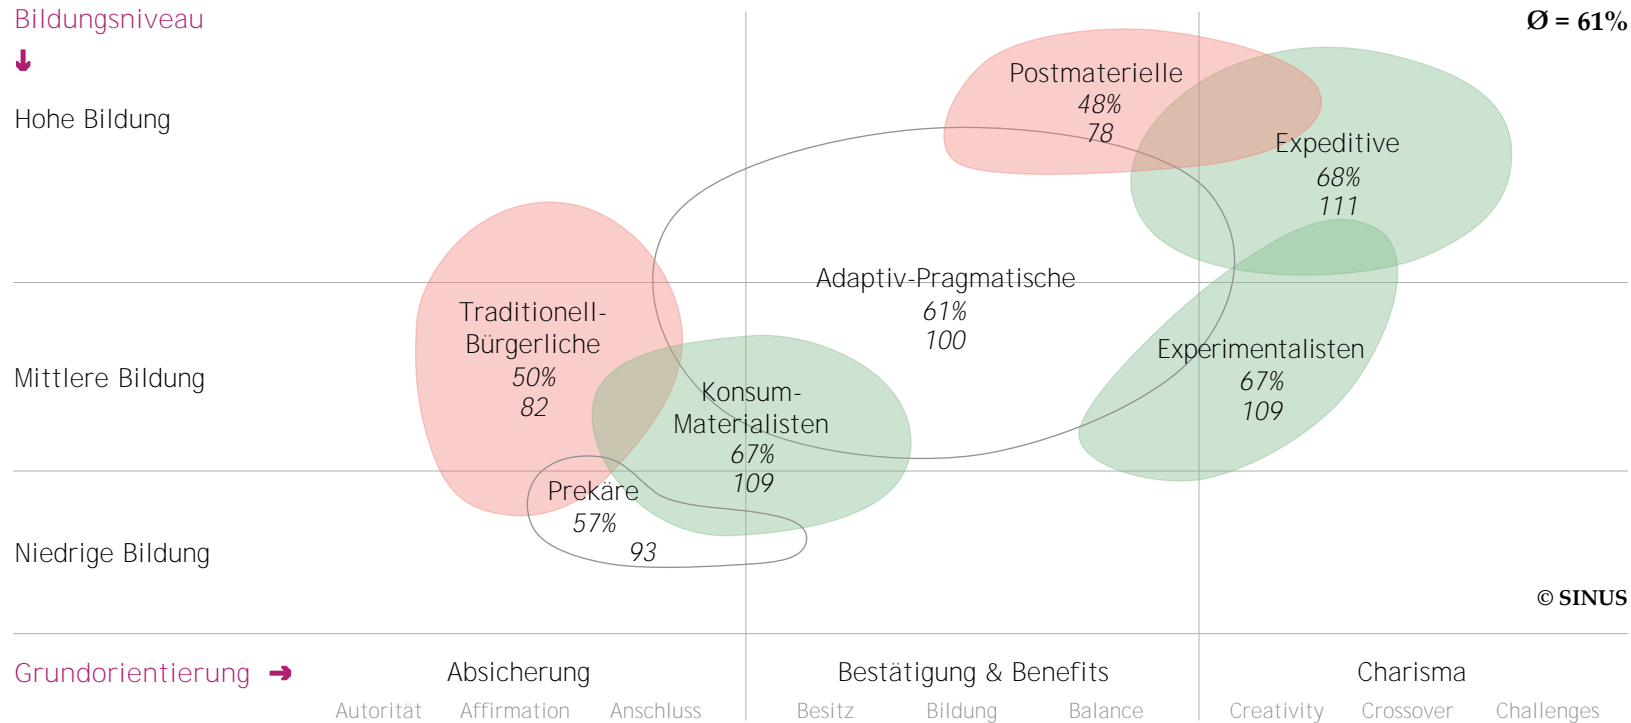 Bildungsniveau
Ø = 61%
Hohe Bildung
Postmaterielle
48%
78
Expeditive
68%
111
Adaptiv-Pragmatische
61%
100
Traditionell-
Bürgerliche
50%
82
Mittlere Bildung
Konsum-
Materialisten
67%
109
Experimentalisten
67%
109
Prekäre
57%
93
Niedrige Bildung
© SINUS
Grundorientierung
Absicherung
Bestätigung & Benefits
Charisma
Autorität
Affirmation
Anschluss
Besitz
Bildung
Balance
Creativity
Crossover
Challenges